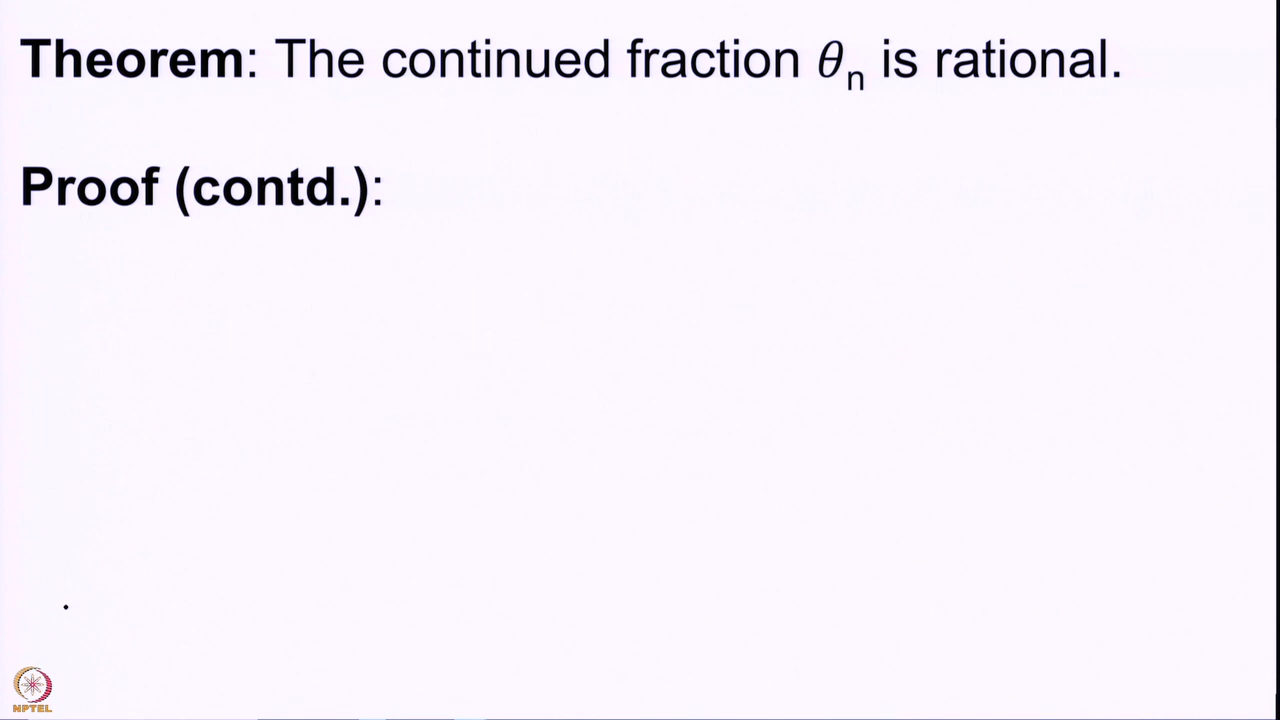 Theorem: The continued fraction θₙ is rational.
Proof (contd.):
NPTEL